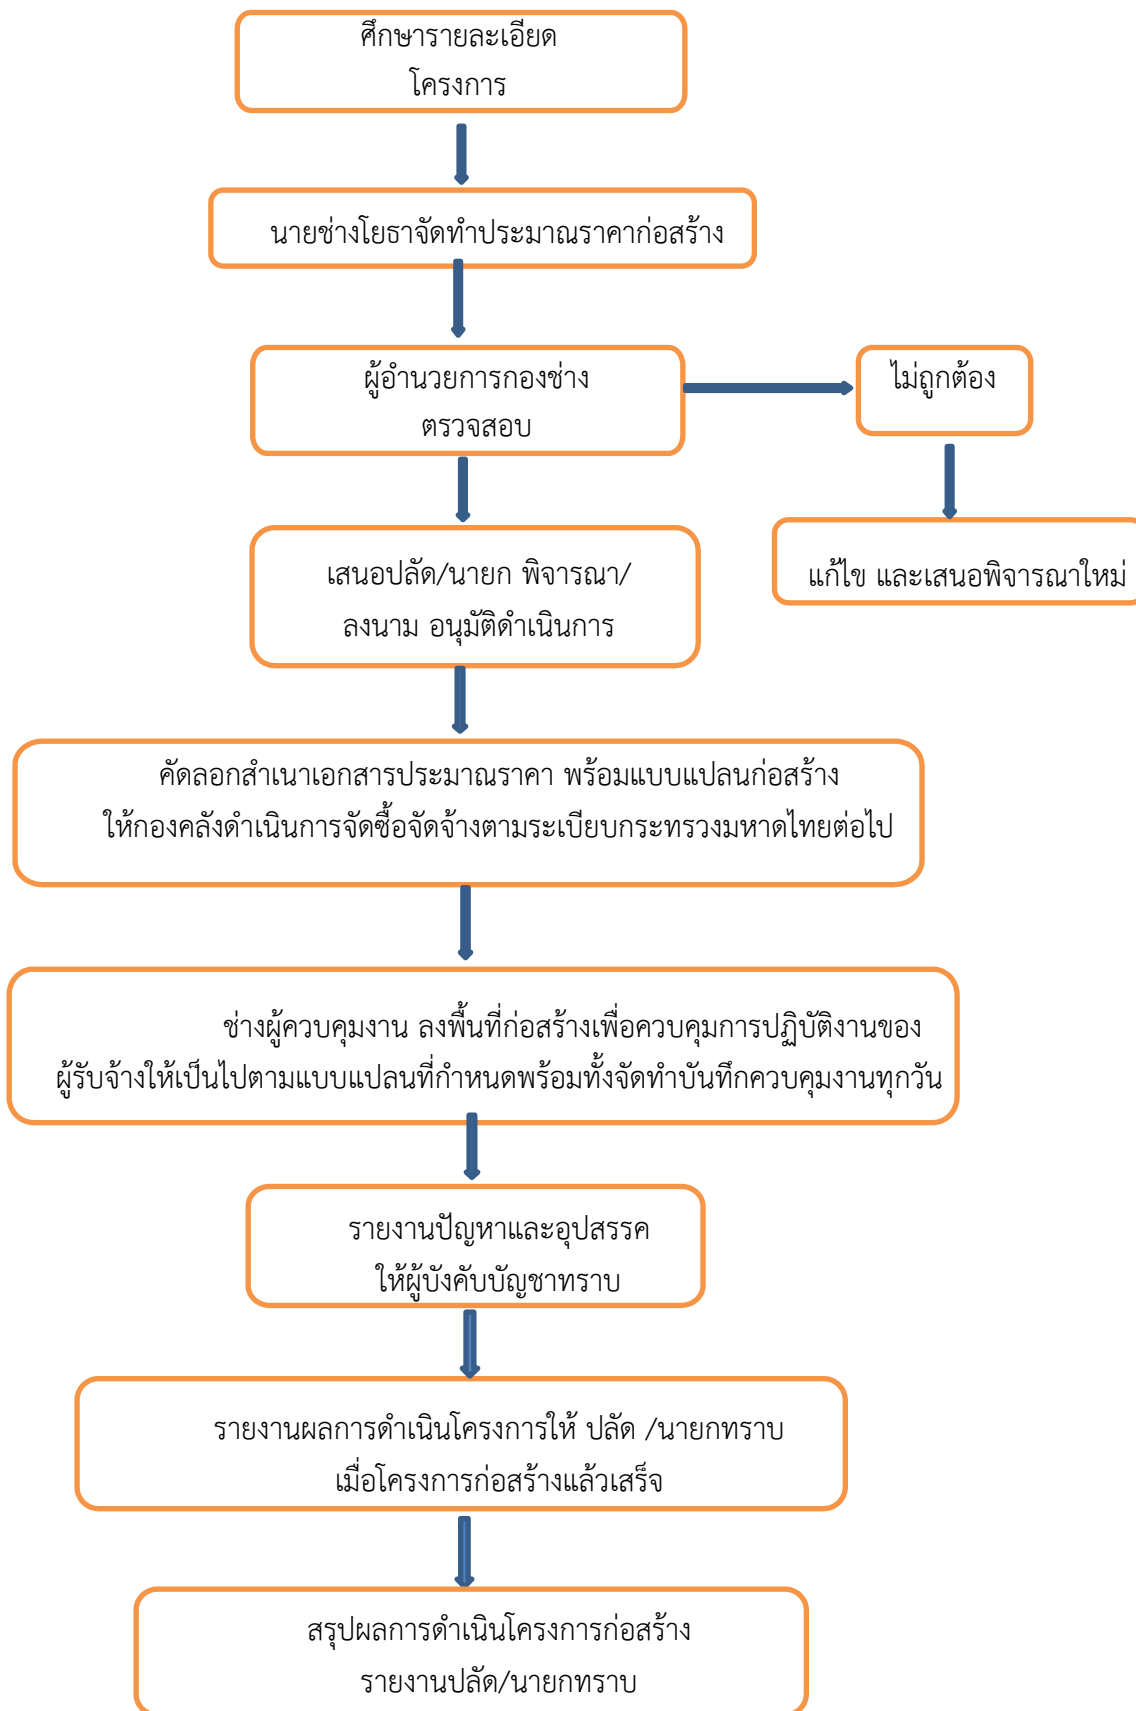 ศึกษารายละเอียด
โครงการ
นายช่างโยธาจัดทำประมาณราคาก่อสร้าง
ผู้อำนวยการกองช่าง
ตรวจสอบ
ไม่ถูกต้อง
เสนอปลัด/นายก พิจารณา/
ลงนาม อนุมัติดำเนินการ
แก้ไข และเสนอพิจารณาใหม่
คัดลอกสำเนาเอกสารประมาณราคา พร้อมแบบแปลนก่อสร้าง
ให้กองคลังดำเนินการจัดซื้อจัดจ้างตามระเบียบกระทรวงมหาดไทยต่อไป
ช่างผู้ควบคุมงาน ลงพื้นที่ก่อสร้างเพื่อควบคุมการปฏิบัติงานของ
ผู้รับจ้างให้เป็นไปตามแบบแปลนที่กำหนดพร้อมทั้งจัดทำบันทึกควบคุมงานทุกวัน
รายงานปัญหาและอุปสรรค
ให้ผู้บังคับบัญชาทราบ
รายงานผลการดำเนินโครงการให้ ปลัด /นายกทราบ
เมื่อโครงการก่อสร้างแล้วเสร็จ
สรุปผลการดำเนินโครงการก่อสร้าง
รายงานปลัด/นายกทราบ